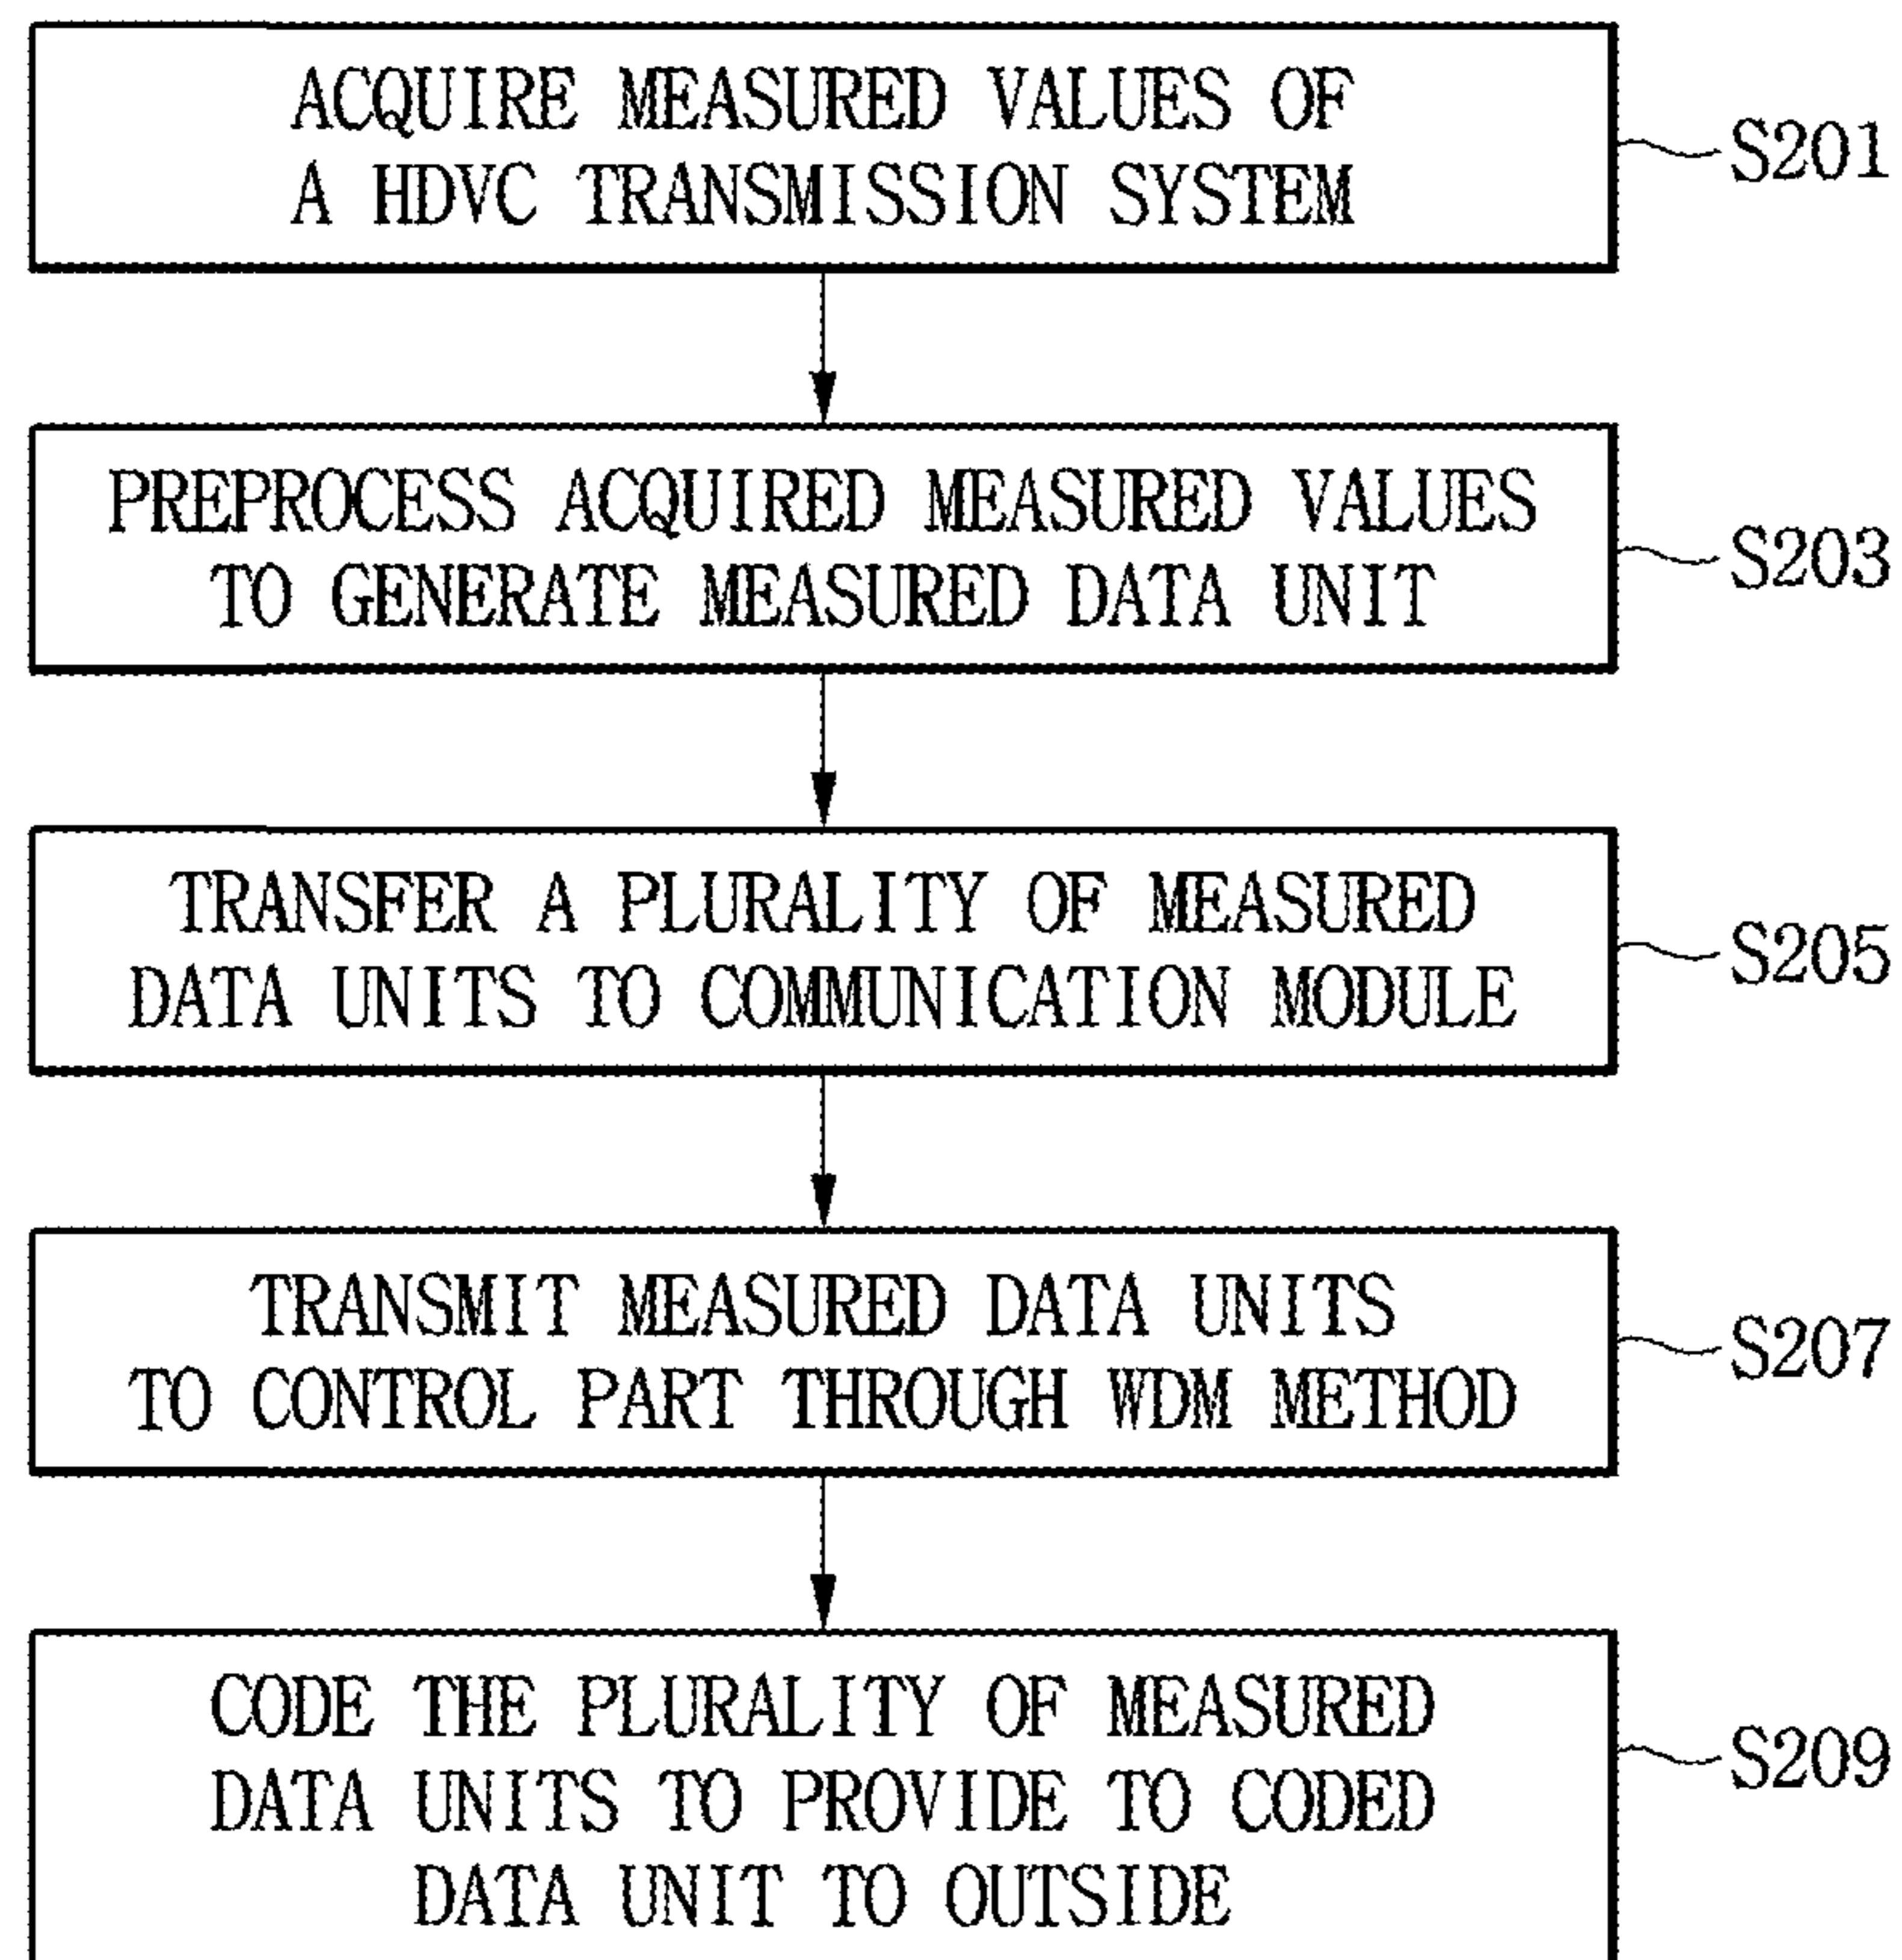 ACQUIRE MEASURED VALUES OF
A HDVC TRANSMISSION SYSTEM
S201
PREPROCESS ACQUIRED MEASURED VALUES
TO GENERATE MEASURED DATA UNIT
S203
TRANSFER A PLURALITY OF MEASURED
DATA UNITS TO COMMUNICATION MODULE
S205
TRANSMIT MEASURED DATA UNITS
TO CONTROL PART THROUGH WDM METHOD
S207
CODE THE PLURALITY OF MEASURED
DATA UNITS TO PROVIDE TO CODED
DATA UNIT TO OUTSIDE
S209